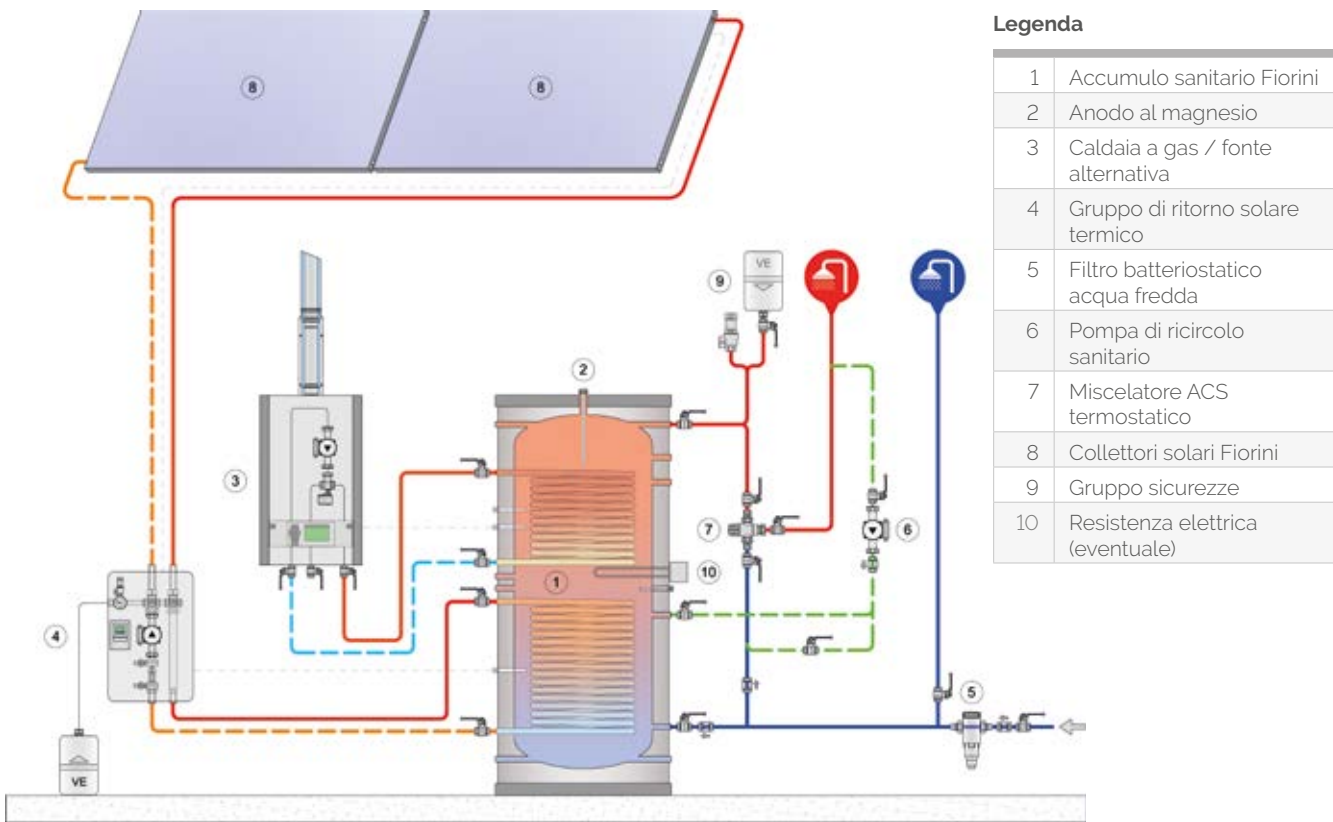 8
8
Legenda
1 Accumulo sanitario Fiorini
2 Anodo al magnesio
3 Caldaia a gas / fonte
alternativa
4 Gruppo di ritorno solare
termico
5 Filtro batteriostatico
acqua fredda
6 Pompa di ricircolo
sanitario
7 Miscelatore ACS
termostatico
8 Collettori solari Fiorini
9 Gruppo sicurezze
10 Resistenza elettrica
(eventuale)
VE
9
2
3
7
6
10
1
4
5
VE